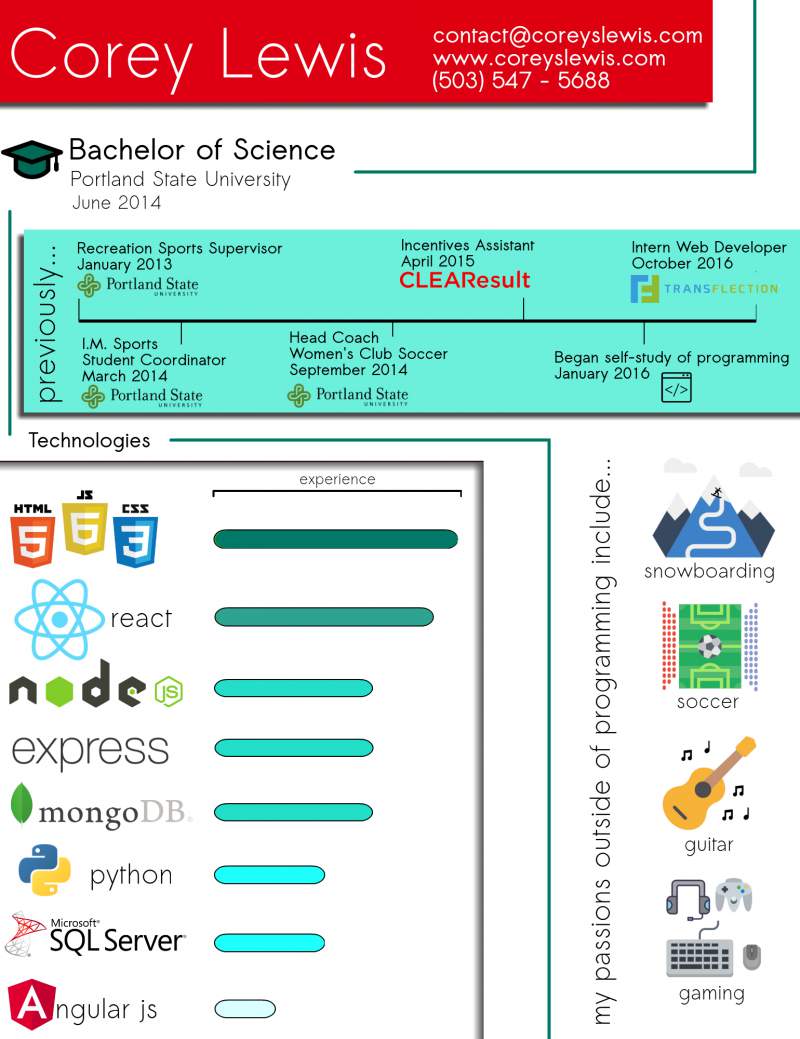 Corey Lewis
contact@coreyslewis.com
www.coreyslewis.com
(503) 547 - 5688
Bachelor of Science
Portland State University
June 2014
previously...
Recreation Sports Supervisor
January 2013
Portland State
UNIVERSITY
Incentives Assistant
April 2015
CLEAResult
Intern Web Developer
October 2016
TRANSFLECTION
I.M. Sports
Student Coordinator
March 2014
Portland State
UNIVERSITY
Head Coach
Women's Club Soccer
September 2014
Portland State
UNIVERSITY
Began self-study of programming
January 2016
</>
Technologies
experience
HTML JS CSS
5 6 3
react
node JS
express
mongoDB.
python
Microsoft®
SQL Server®
Angular js
my passions outside of programming include...
snowboarding
soccer
guitar
gaming